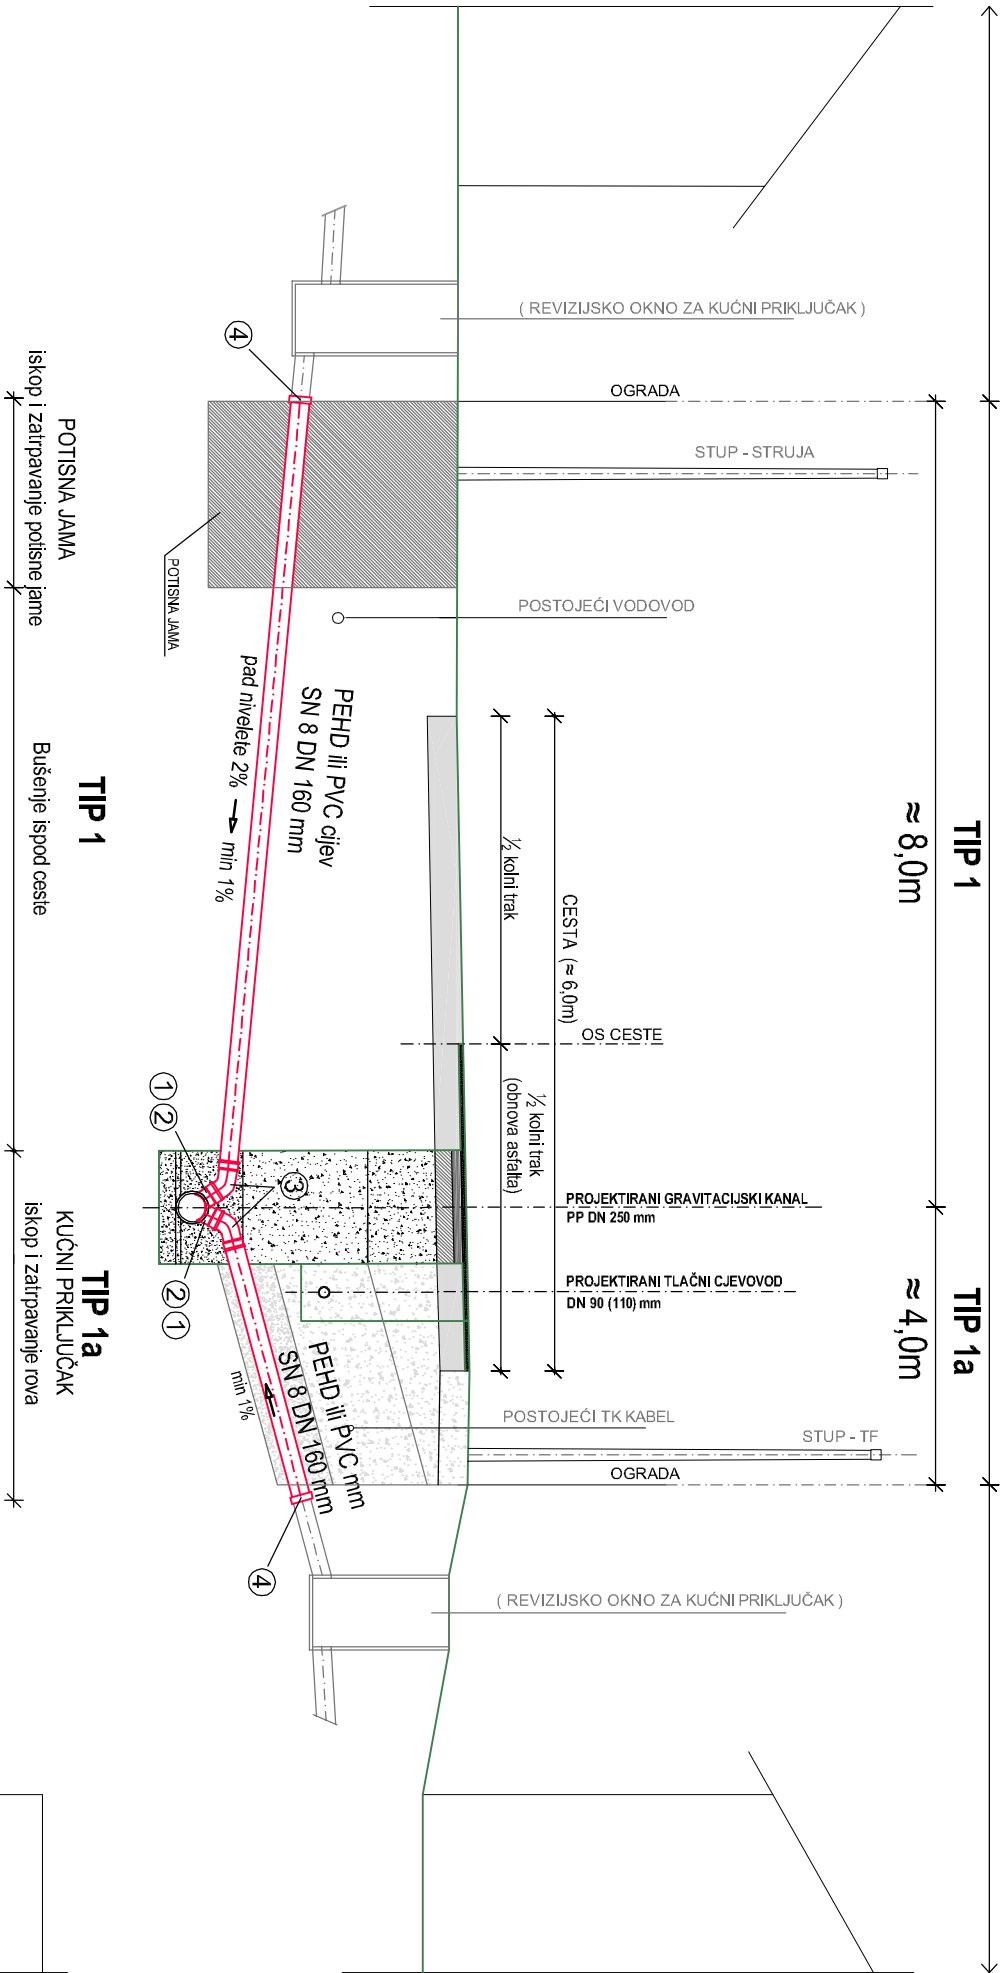 TIP 1
≈ 8,0m
TIP 1a
≈ 4,0m
( REVIZIJSKO OKNO ZA KUĆNI PRIKLJUČAK )
OGRADA
STUP - STRUJA
POSTOJEĆI VODOVOD
CESTA (≈ 6,0m)
½ kolni trak
½ kolni trak
(obnova asfalta)
OS CESTE
PROJEKTIRANI GRAVITACIJSKI KANAL
PP DN 250 mm
PROJEKTIRANI TLAČNI CJEVOVOD
DN 90 (110) mm
POSTOJEĆI TK KABEL
STUP - TF
OGRADA
( REVIZIJSKO OKNO ZA KUĆNI PRIKLJUČAK )
4
PEHD ili PVC cijev
SN 8 DN 160 mm
pad nivelete 2%
min 1%
POTISNA JAMA
1 2
3
2 1
PEHD ili PVC mm
SN 8 DN 160 mm
min 1%
4
POTISNA JAMA
iskop i zatrpavanje potisne jame
TIP 1
Bušenje ispod ceste
TIP 1a
KUĆNI PRIKLJUČAK
iskop i zatrpavanje rova